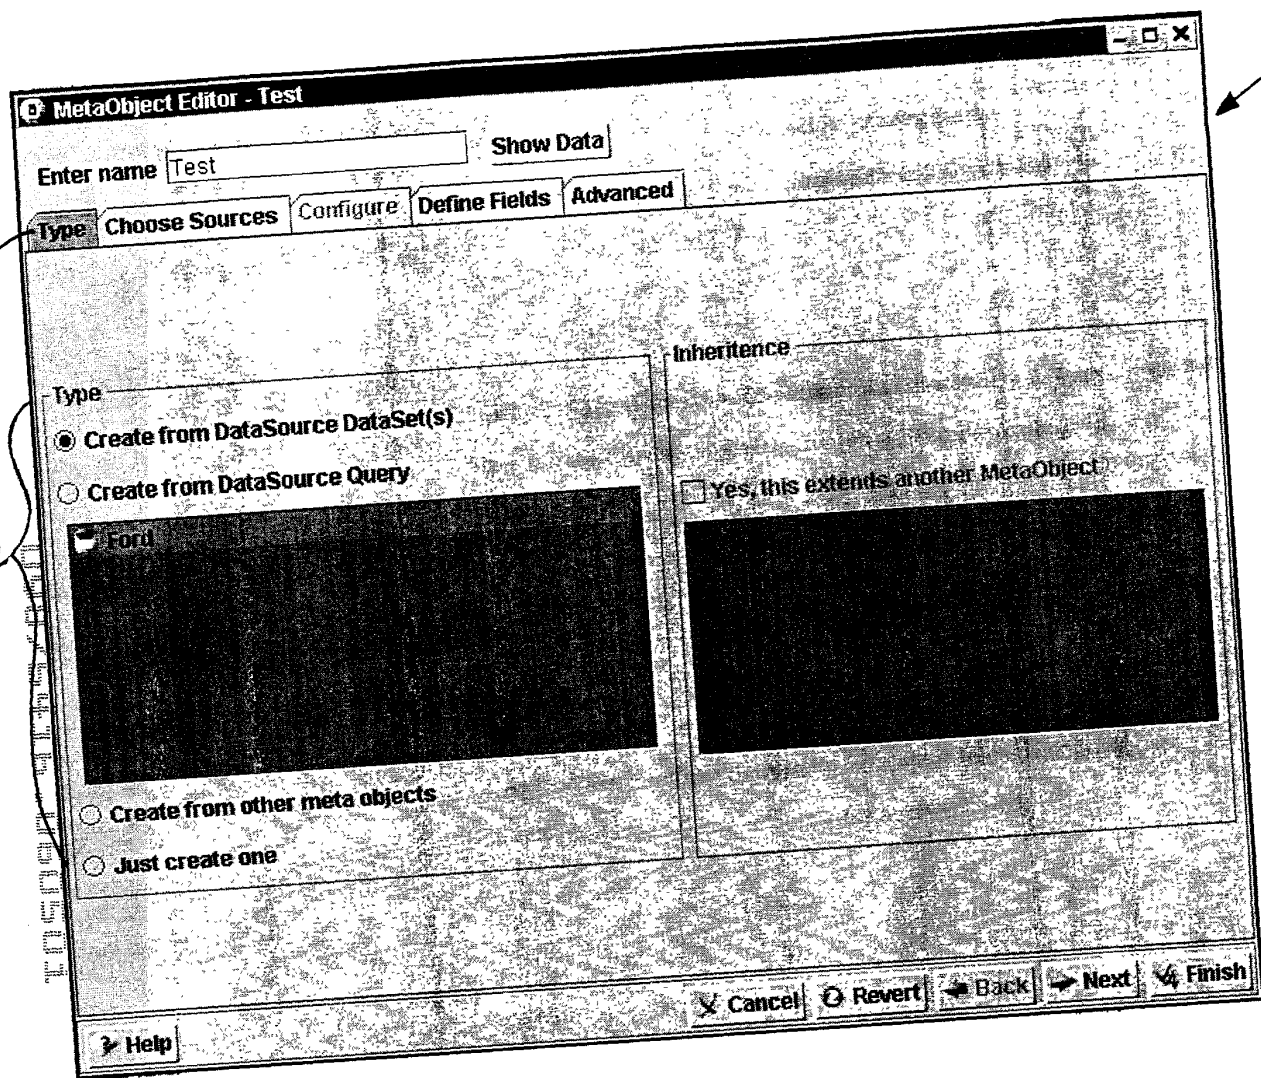 MetaObject Editor - Test
Enter name Test Show Data
Type Choose Sources Configure Define Fields Advanced
Type
Create from DataSource DataSet(s)
Create from DataSource Query
Ford
Create from other meta objects
Just create one
Inheritence
Yes, this extends another MetaObject
Help Cancel Revert Back Next Finish